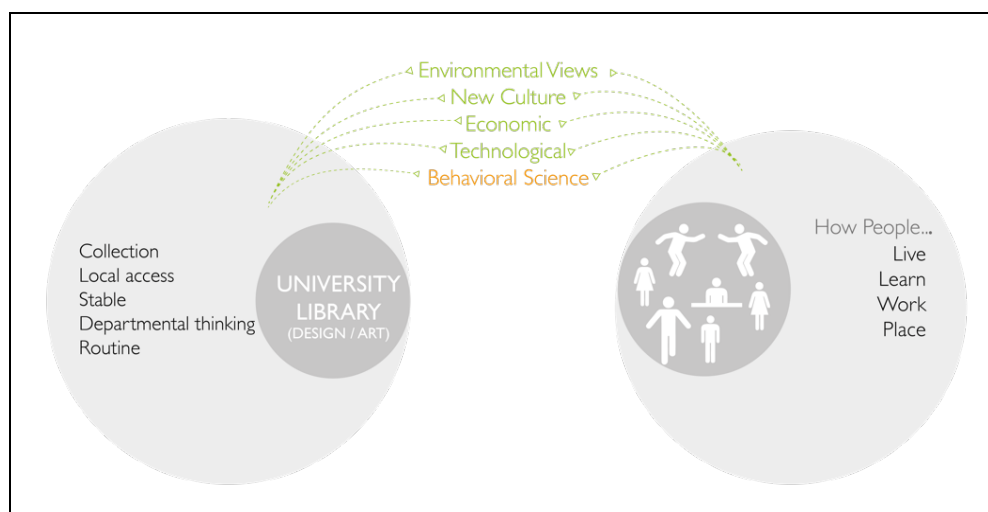 Environmental Views
New Culture
Economic
Technological
Behavioral Science
Collection
Local access
Stable
Departmental thinking
Routine
UNIVERSITY
LIBRARY
(DESIGN / ART)
How People...
Live
Learn
Work
Place